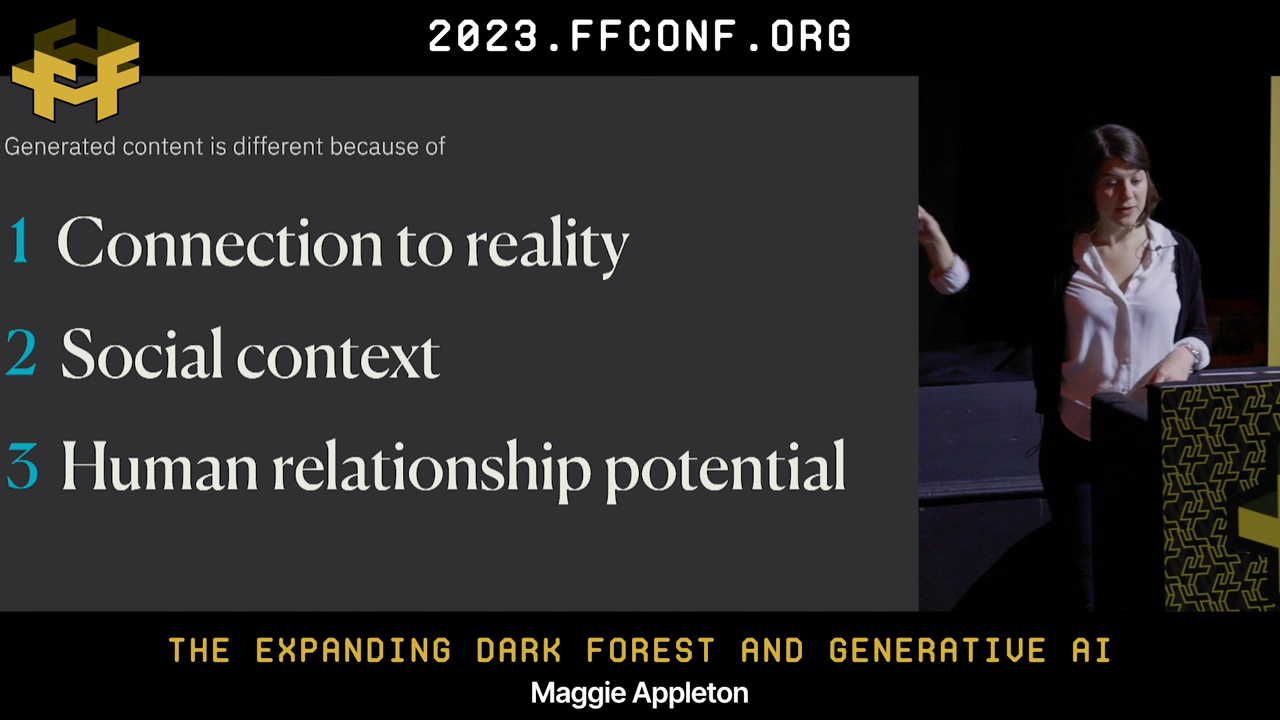 2023.FFCONF.ORG
Generated content is different because of
1 Connection to reality
2 Social context
3 Human relationship potential
THE EXPANDING DARK FOREST AND GENERATIVE AI
Maggie Appleton